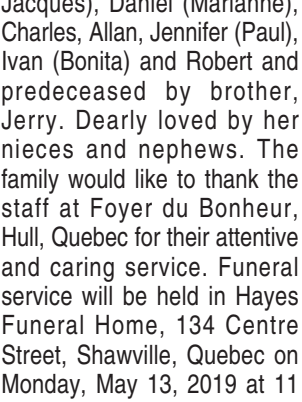 Jacques), Daniel (Marianne),
Charles, Allan, Jennifer (Paul),
Ivan (Bonita) and Robert and
predeceased by brother,
Jerry. Dearly loved by her
nieces and nephews. The
family would like to thank the
staff at Foyer du Bonheur,
Hull, Quebec for their attentive
and caring service. Funeral
service will be held in Hayes
Funeral Home, 134 Centre
Street, Shawville, Quebec on
Monday, May 13, 2019 at 11